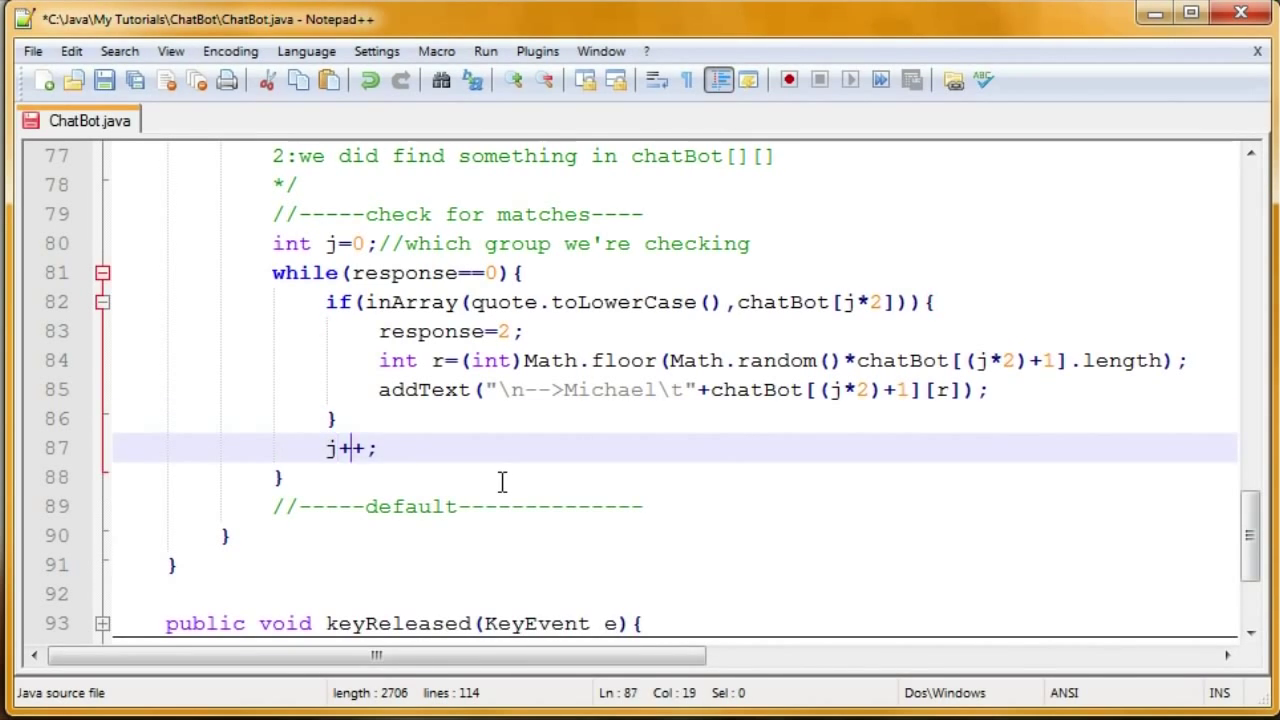 *C:\Java\My Tutorials\ChatBot\ChatBot.java - Notepad++
File Edit Search View Encoding Language Settings Macro Run Plugins Window ? X
ABC
ChatBot.java
77 2:we did find something in chatBot[][]
78 */
79 //-----check for matches----
80 int j=0;//which group we're checking
81 while(response==0){
82 if(inArray(quote.toLowerCase(),chatBot[j*2])){
83 response=2;
84 int r=(int)Math.floor(Math.random()*chatBot[(j*2)+1].length);
85 addText("\n-->Michael\t"+chatBot[(j*2)+1][r]);
86 }
87 j++;
88 }
89 //-----default--------------
90 }
91 }
92
93 public void keyReleased(KeyEvent e){
Java source file length : 2706 lines : 114 Ln : 87 Col : 19 Sel : 0 Dos\Windows ANSI INS